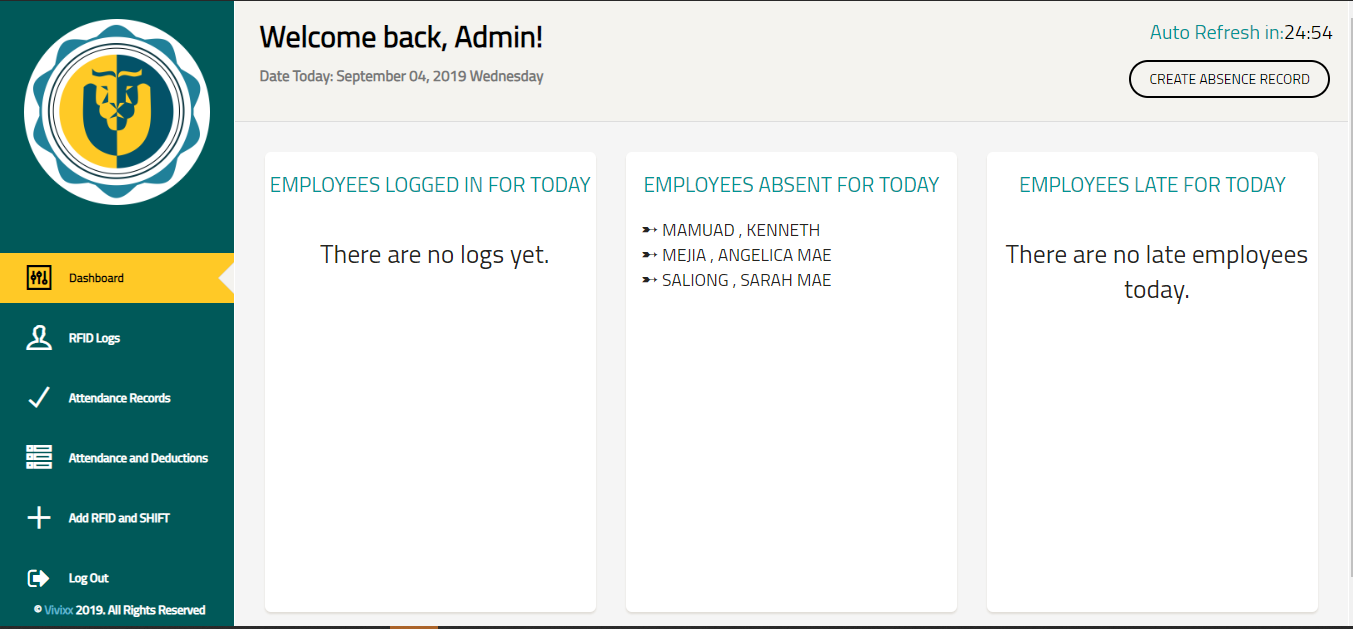 Welcome back, Admin!
Date Today: September 04, 2019 Wednesday
Auto Refresh in:24:54
CREATE ABSENCE RECORD
Dashboard
RFID Logs
Attendance Records
Attendance and Deductions
Add RFID and SHIFT
Log Out
© Vivixx 2019. All Rights Reserved
EMPLOYEES LOGGED IN FOR TODAY
There are no logs yet.
EMPLOYEES ABSENT FOR TODAY
➵ MAMUAD , KENNETH
➵ MEJIA , ANGELICA MAE
➵ SALIONG , SARAH MAE
EMPLOYEES LATE FOR TODAY
There are no late employees
today.